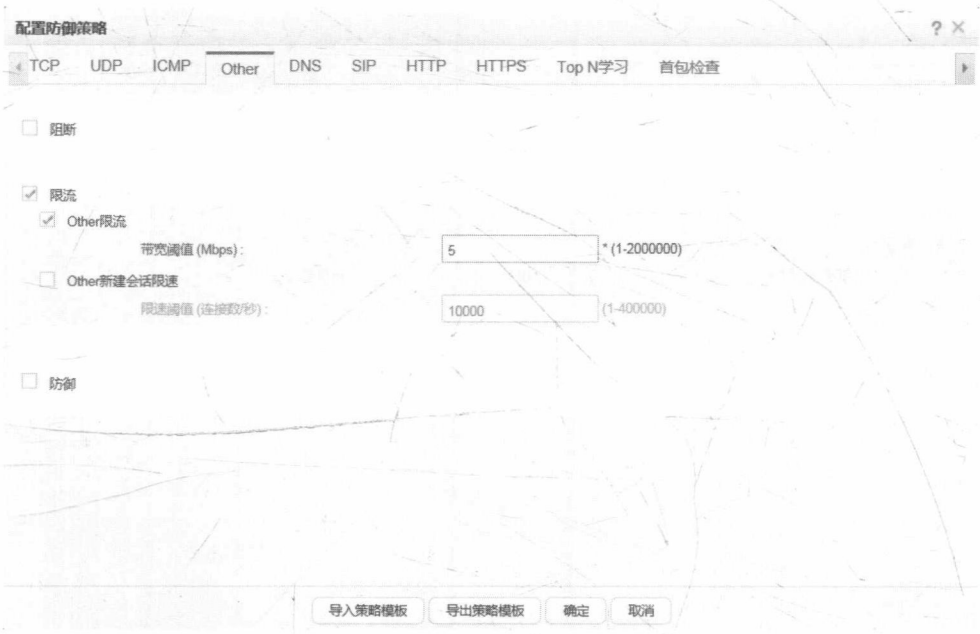 配置防御策略 ? ×
TCP UDP ICMP Other DNS SIP HTTP HTTPS Top N学习 首包检查
阻断
限流
Other限流
带宽阈值 (Mbps) : 5 * (1-2000000)
Other新建会话限速
限速阈值 (连接数/秒) : 10000 (1-400000)
防御
导入策略模板 导出策略模板 确定 取消